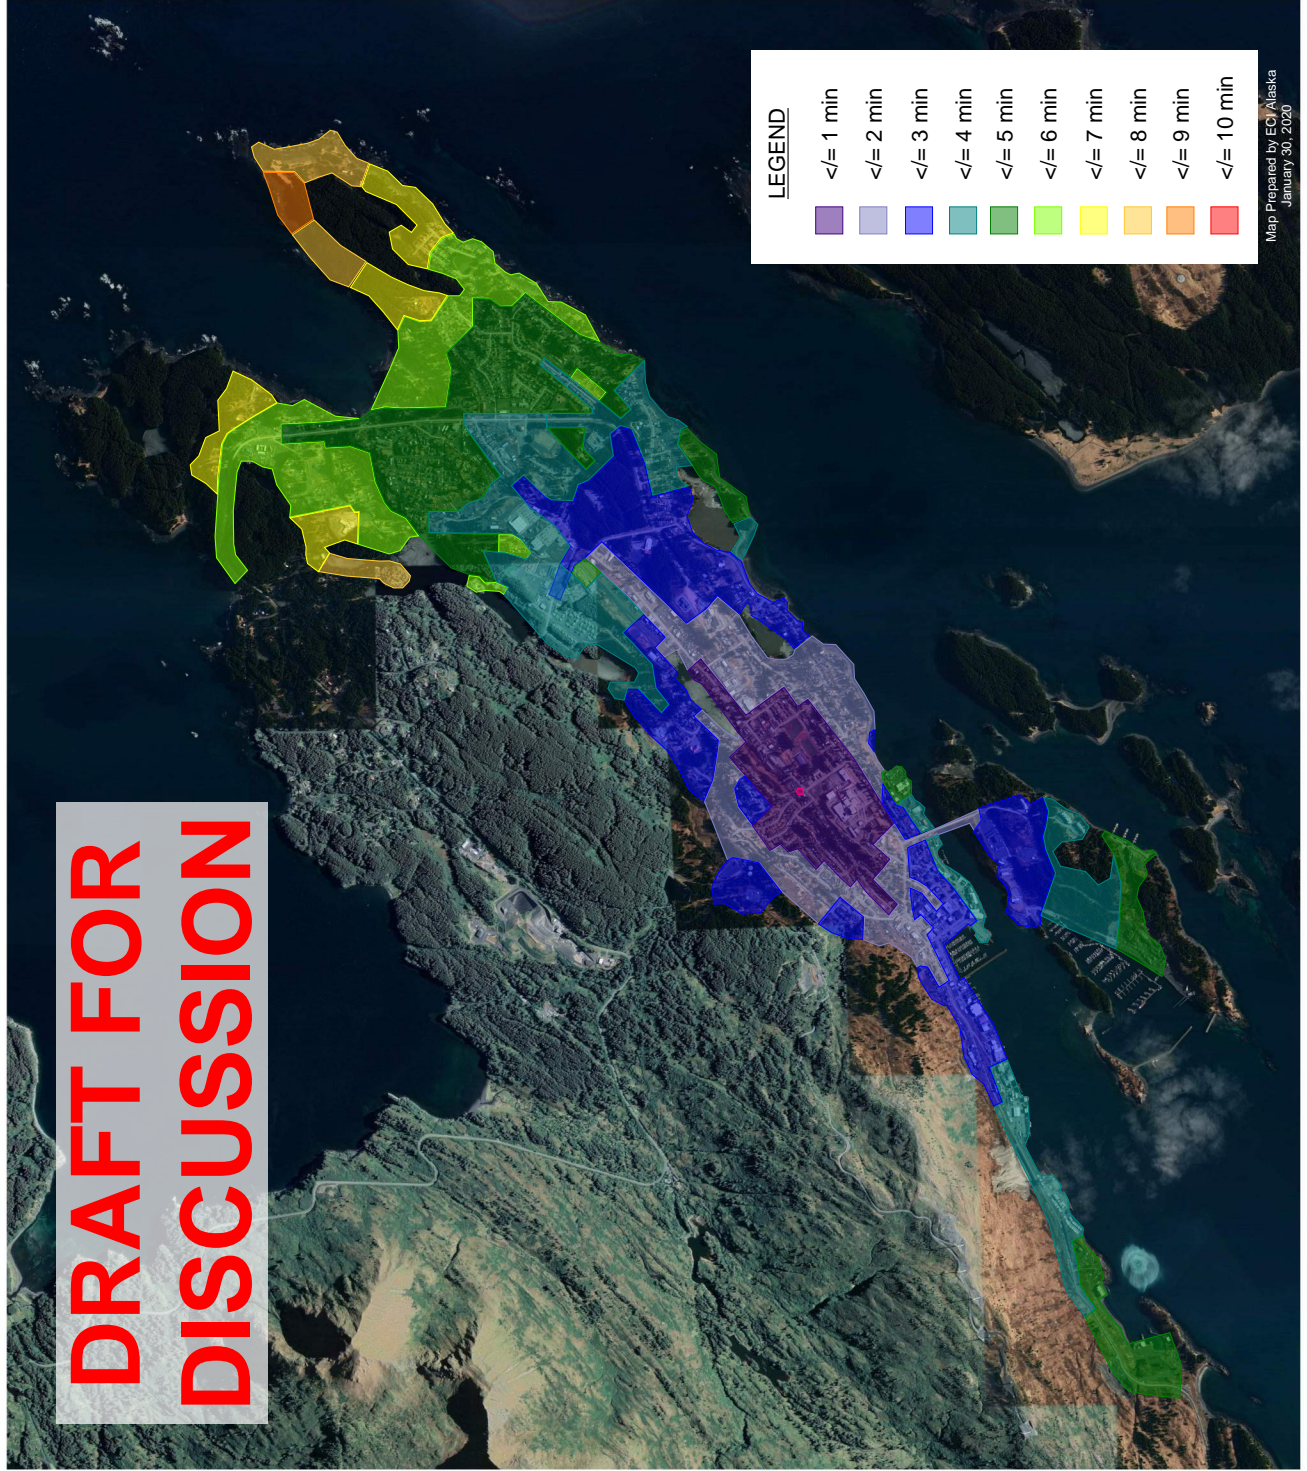 DRAFT FOR
DISCUSSION
LEGEND
</= 1 min
</= 2 min
</= 3 min
</= 4 min
</= 5 min
</= 6 min
</= 7 min
</= 8 min
</= 9 min
</= 10 min
Map Prepared by ECI Alaska
January 30, 2020